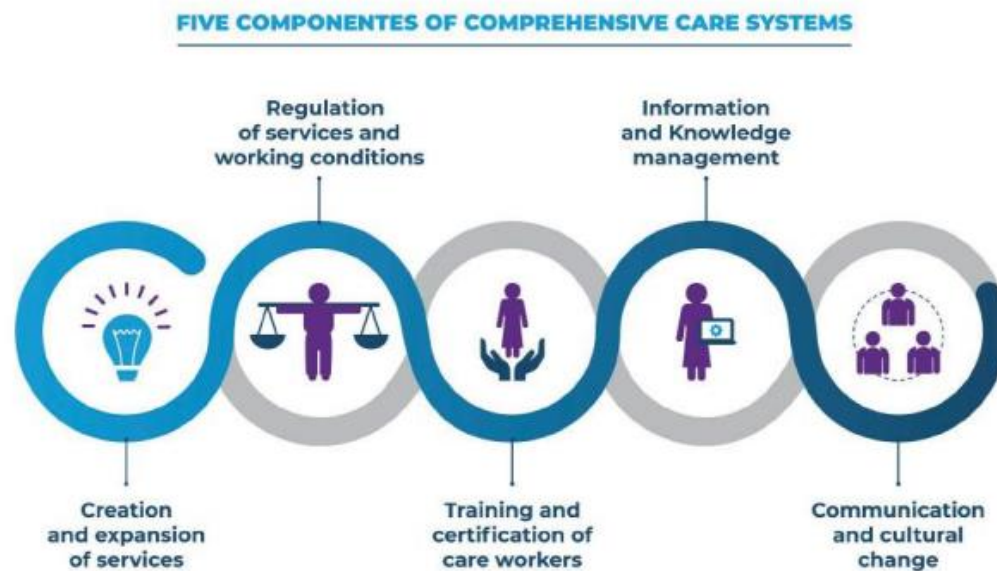 FIVE COMPONENTES OF COMPREHENSIVE CARE SYSTEMS
Regulation
of services and
working conditions
Information
and Knowledge
management
Creation
and expansion
of services
Training and
certification of
care workers
Communication
and cultural
change